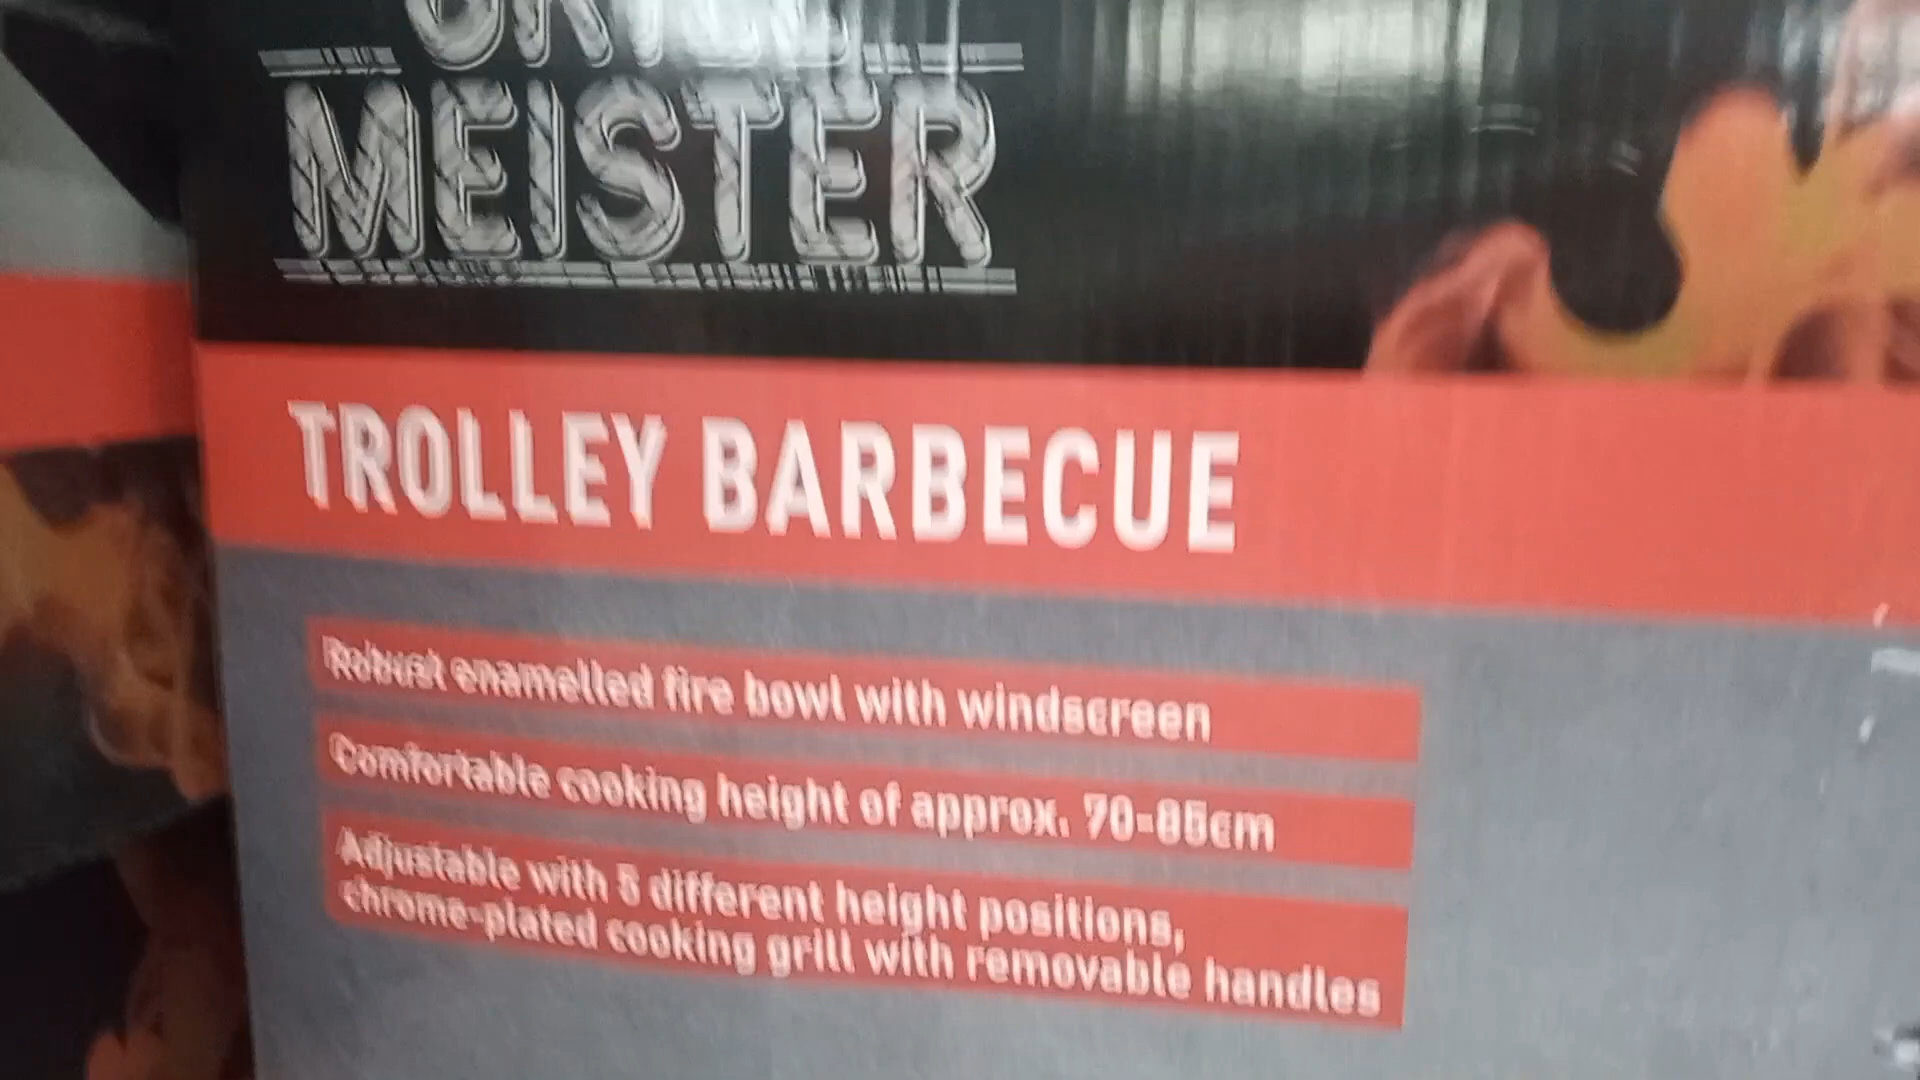 GRILL
MEISTER
TROLLEY BARBECUE
Robust enamelled fire bowl with windscreen
Comfortable cooking height of approx. 70-85cm
Adjustable with 5 different height positions,
chrome-plated cooking grill with removable handles